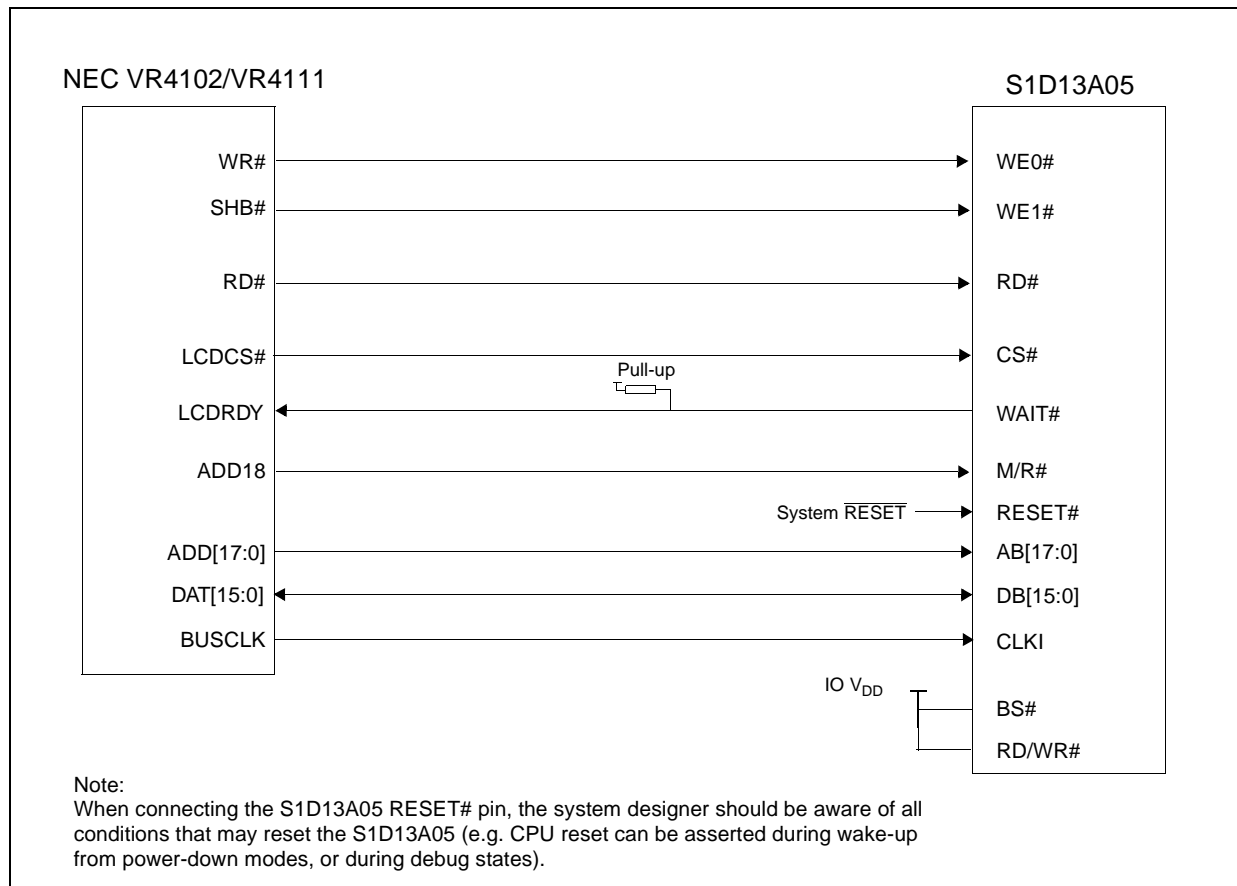 NEC VR4102/VR4111
S1D13A05
WR#
WE0#
SHB#
WE1#
RD#
RD#
LCDCS#
CS#
Pull-up
LCDRDY
WAIT#
ADD18
M/R#
System RESET
RESET#
ADD[17:0]
AB[17:0]
DAT[15:0]
DB[15:0]
BUSCLK
CLKI
IO VDD
BS#
RD/WR#
Note:
When connecting the S1D13A05 RESET# pin, the system designer should be aware of all
conditions that may reset the S1D13A05 (e.g. CPU reset can be asserted during wake-up
from power-down modes, or during debug states).